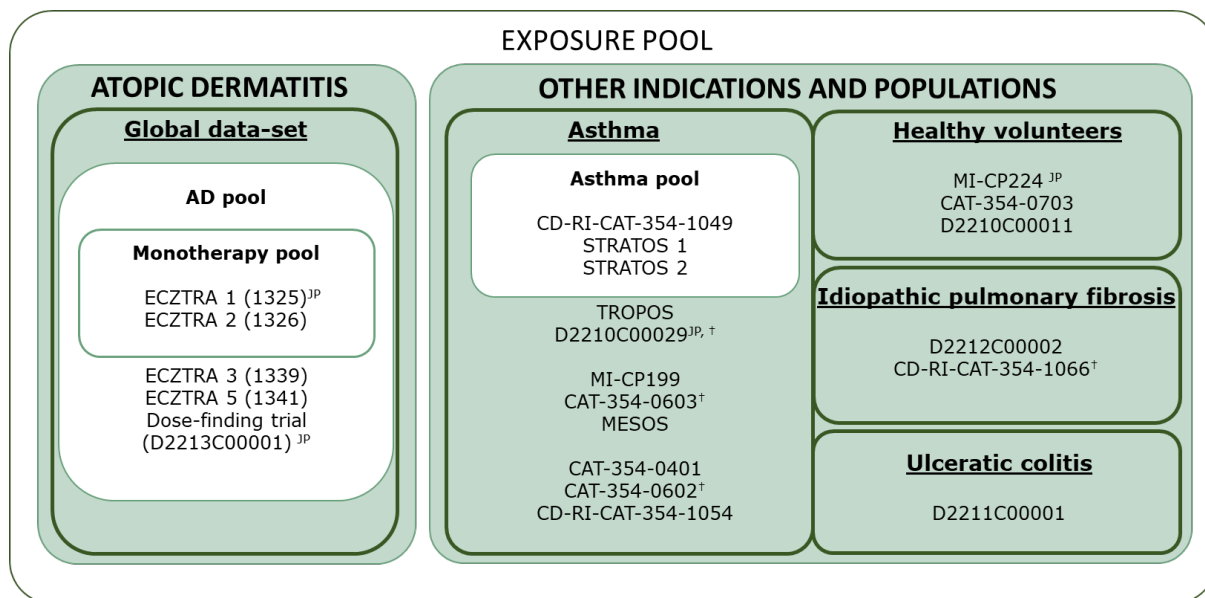 EXPOSURE POOL
ATOPIC DERMATITIS
Global data-set
AD pool
Monotherapy pool
ECZTRA 1 (1325)JP
ECZTRA 2 (1326)
ECZTRA 3 (1339)
ECZTRA 5 (1341)
Dose-finding trial
(D2213C00001) JP
OTHER INDICATIONS AND POPULATIONS
Asthma
Asthma pool
CD-RI-CAT-354-1049
STRATOS 1
STRATOS 2
TROPOS
D2210C00029JP, †
MI-CP199
CAT-354-0603†
MESOS
CAT-354-0401
CAT-354-0602†
CD-RI-CAT-354-1054
Healthy volunteers
MI-CP224 JP
CAT-354-0703
D2210C00011
Idiopathic pulmonary fibrosis
D2212C00002
CD-RI-CAT-354-1066†
Ulceratic colitis
D2211C00001